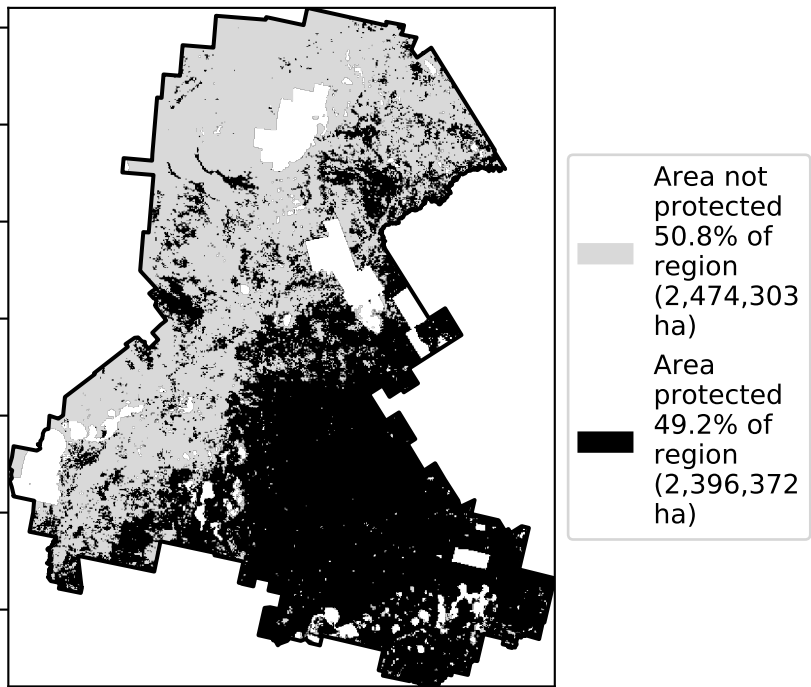 Area not
protected
50.8% of
region
(2,474,303
ha)
Area
protected
49.2% of
region
(2,396,372
ha)